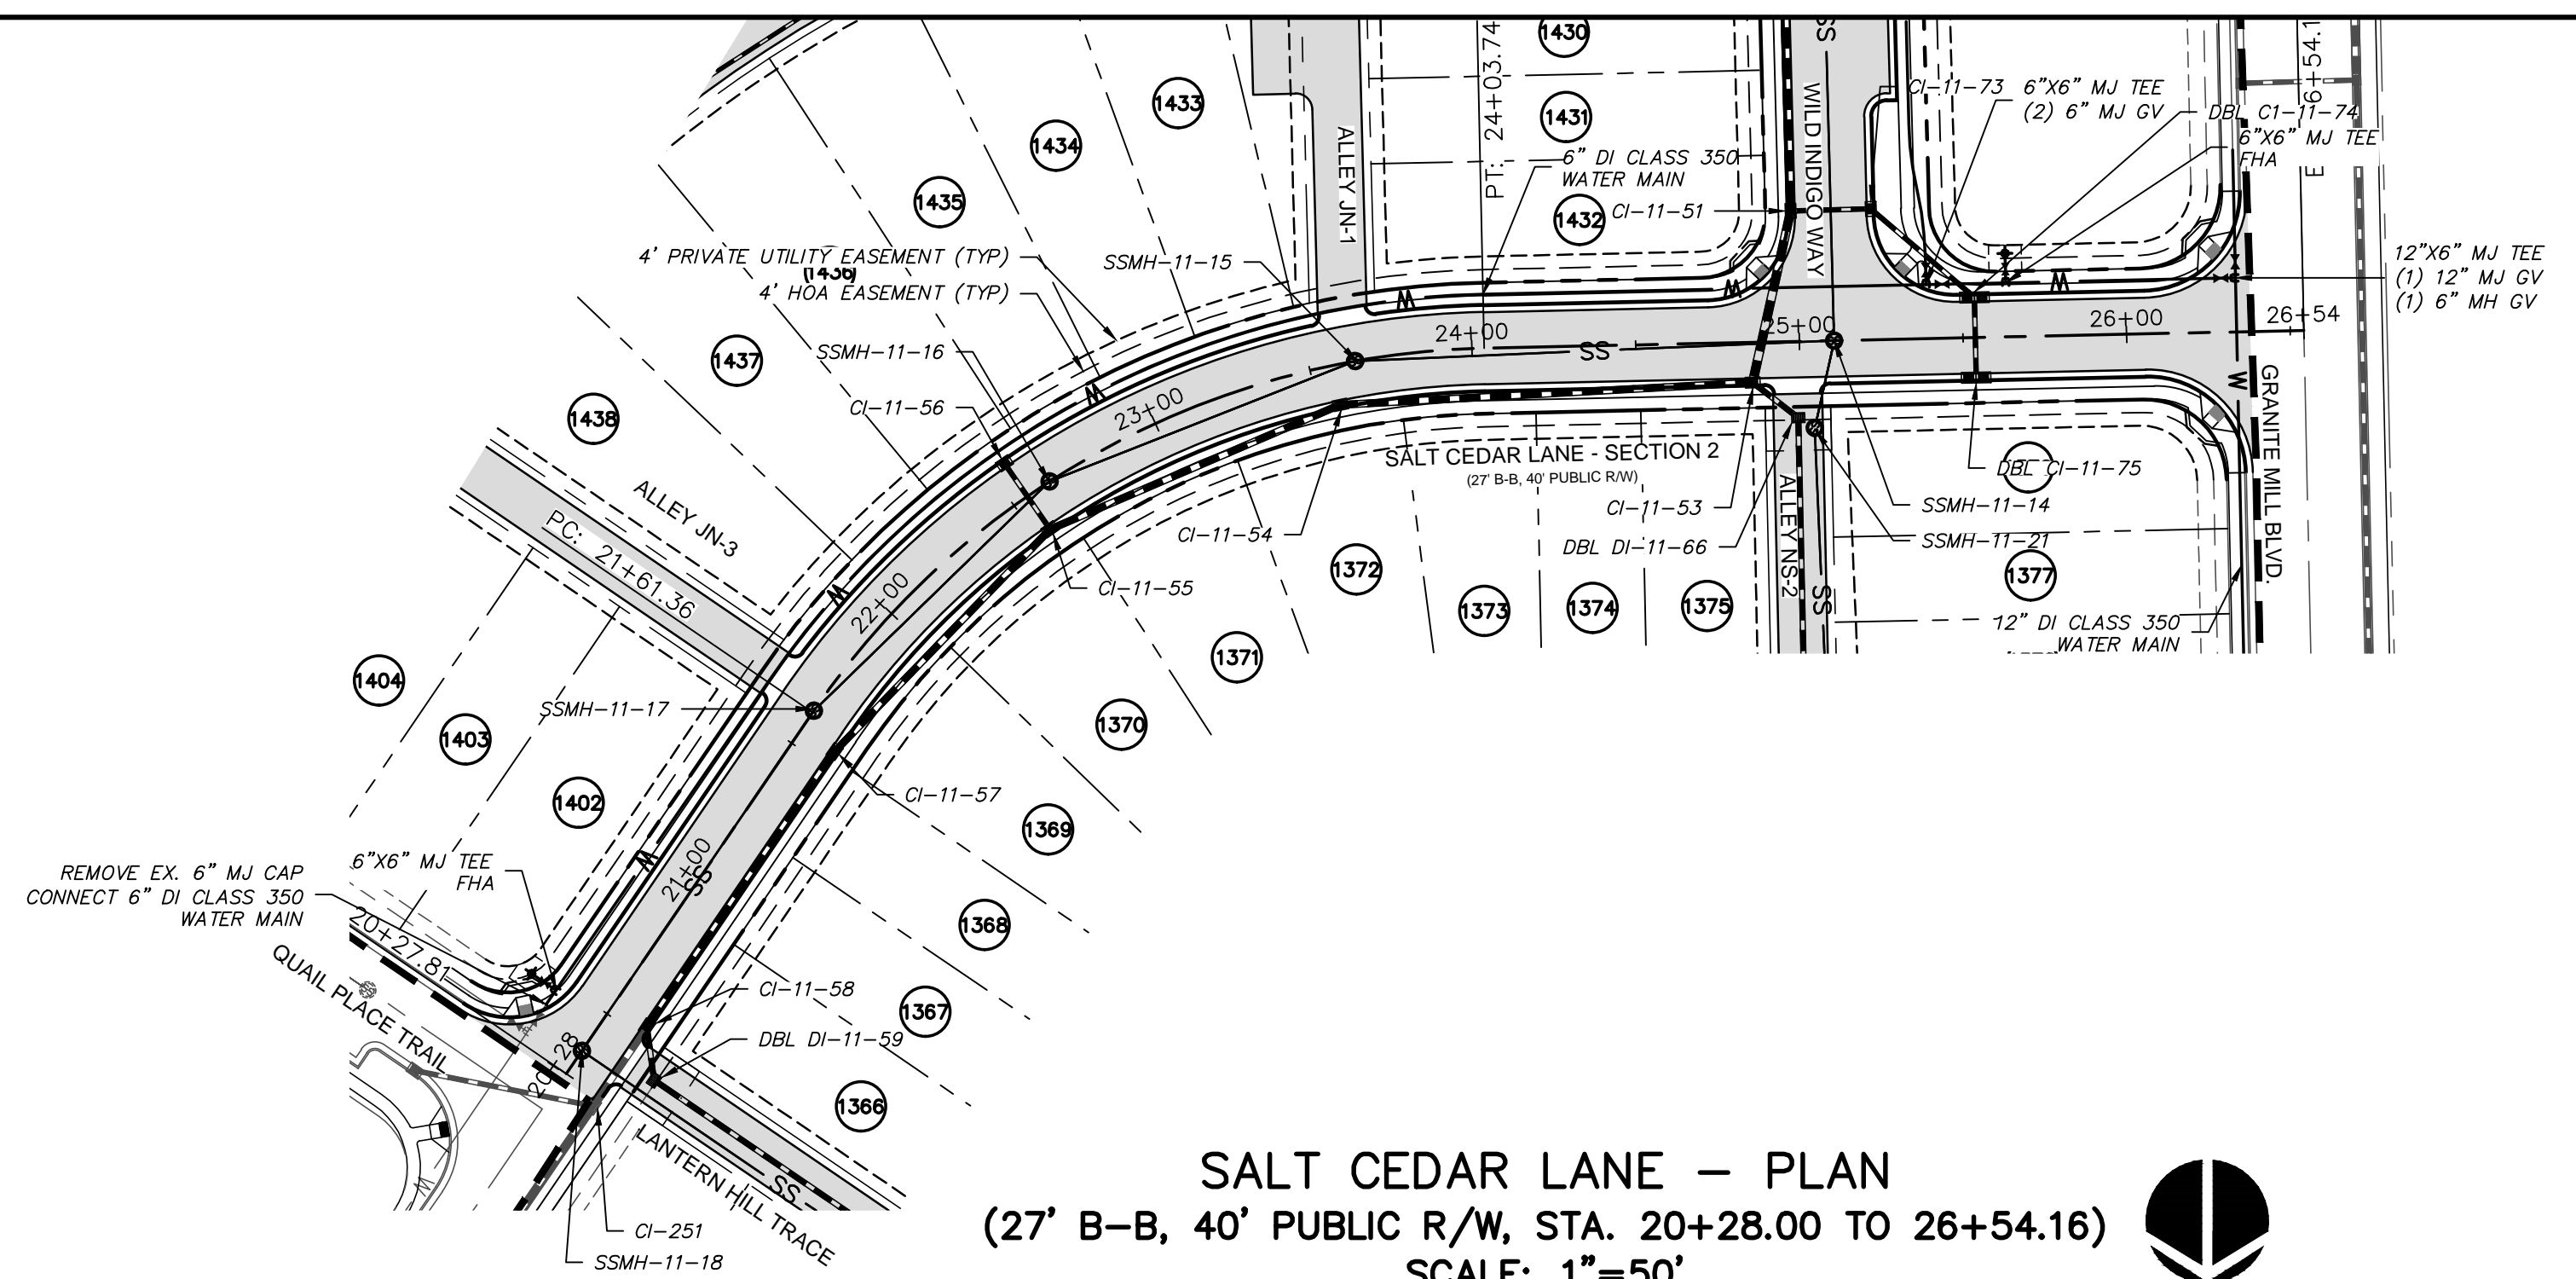 1430
1433
1431
1434
1435
1432
PT: 24+03.74
SS
WILD INDIGO WAY
ALLEY JN-1
CI-11-73
6"X6" MJ TEE
(2) 6" MJ GV
DBL C1-11-74
6"X6" MJ TEE
FHA
6" DI CLASS 350
WATER MAIN
CI-11-51
12"X6" MJ TEE
(1) 12" MJ GV
(1) 6" MH GV
4' PRIVATE UTILITY EASEMENT (TYP)
(1436)
4' HOA EASEMENT (TYP)
SSMH-11-15
W
W
W
24+00
25+00
26+00
26+54
SS
1437
SSMH-11-16
1438
CI-11-56
W
23+00
W
GRANITE MILL BLVD.
SALT CEDAR LANE - SECTION 2
(27' B-B, 40' PUBLIC R/W)
ALLEY JN-3
PC: 21+61.36
CI-11-53
DBL DI-11-66
CI-11-54
CI-11-55
ALLEY NS-2
SS
DBL CI-11-75
SSMH-11-14
SSMH-11-21
1377
12" DI CLASS 350
WATER MAIN
1372
1373
1374
1375
1371
1370
W
22+00
1404
1403
1402
SSMH-11-17
CI-11-57
1369
1368
1367
1366
W
21+00
SS
6"X6" MJ TEE
FHA
REMOVE EX. 6" MJ CAP
CONNECT 6" DI CLASS 350
WATER MAIN
20+27.81
QUAIL PLACE TRAIL
20+28
CI-11-58
DBL DI-11-59
LANTERN HILL TRACE
SS
W
CI-251
SSMH-11-18
SALT CEDAR LANE – PLAN
(27' B-B, 40' PUBLIC R/W, STA. 20+28.00 TO 26+54.16)
SCALE: 1"=50'